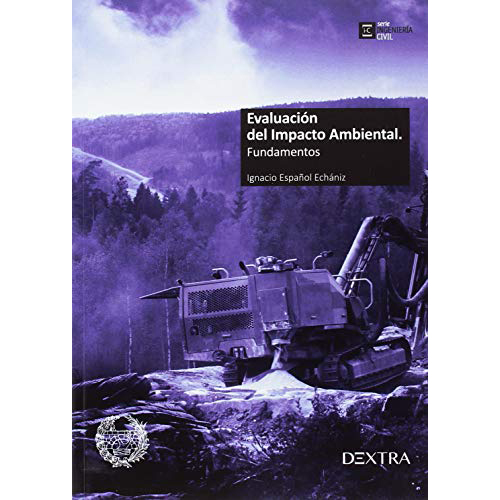 serie
INGENIERÍA
CIVIL
Evaluación
del Impacto Ambiental.
Fundamentos
Ignacio Español Echániz
DEXTRA